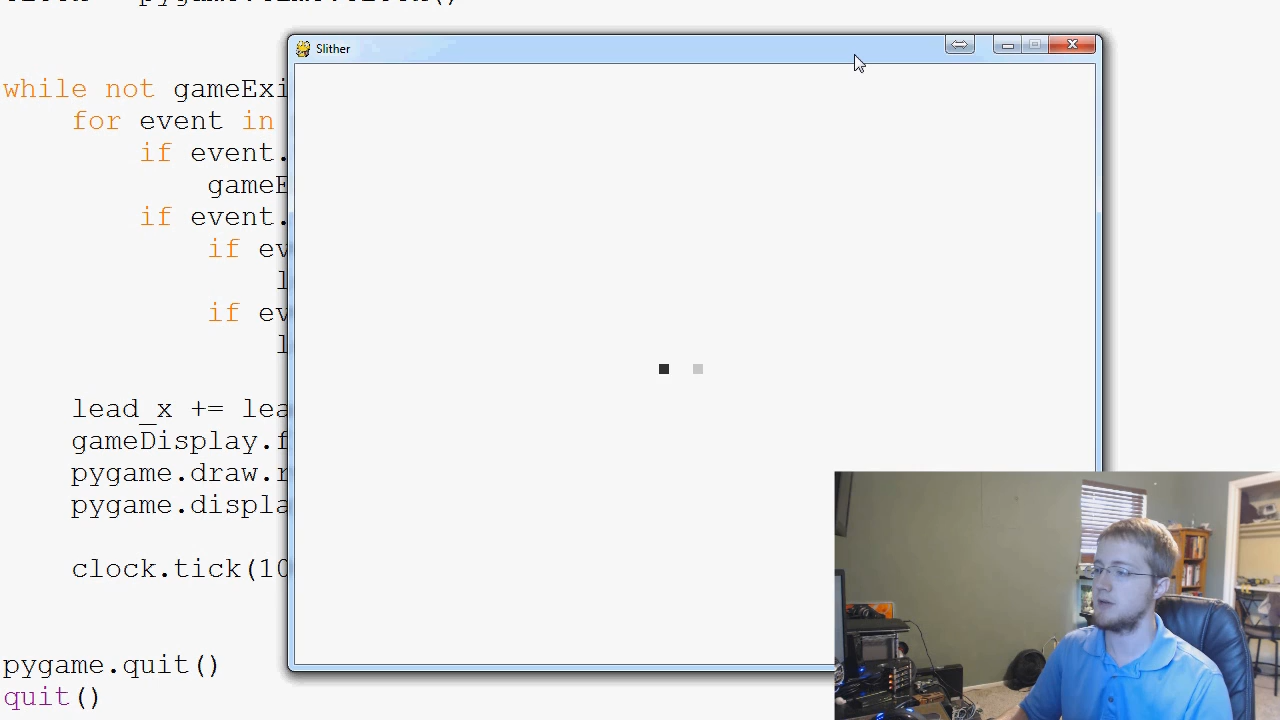 Slither
while not gameExi
for event in
if event.
gameE
if event.
if ev
l
if ev
l
lead_x += lea
gameDisplay.f
pygame.draw.r
pygame.displa
clock.tick(10
pygame.quit()
quit()